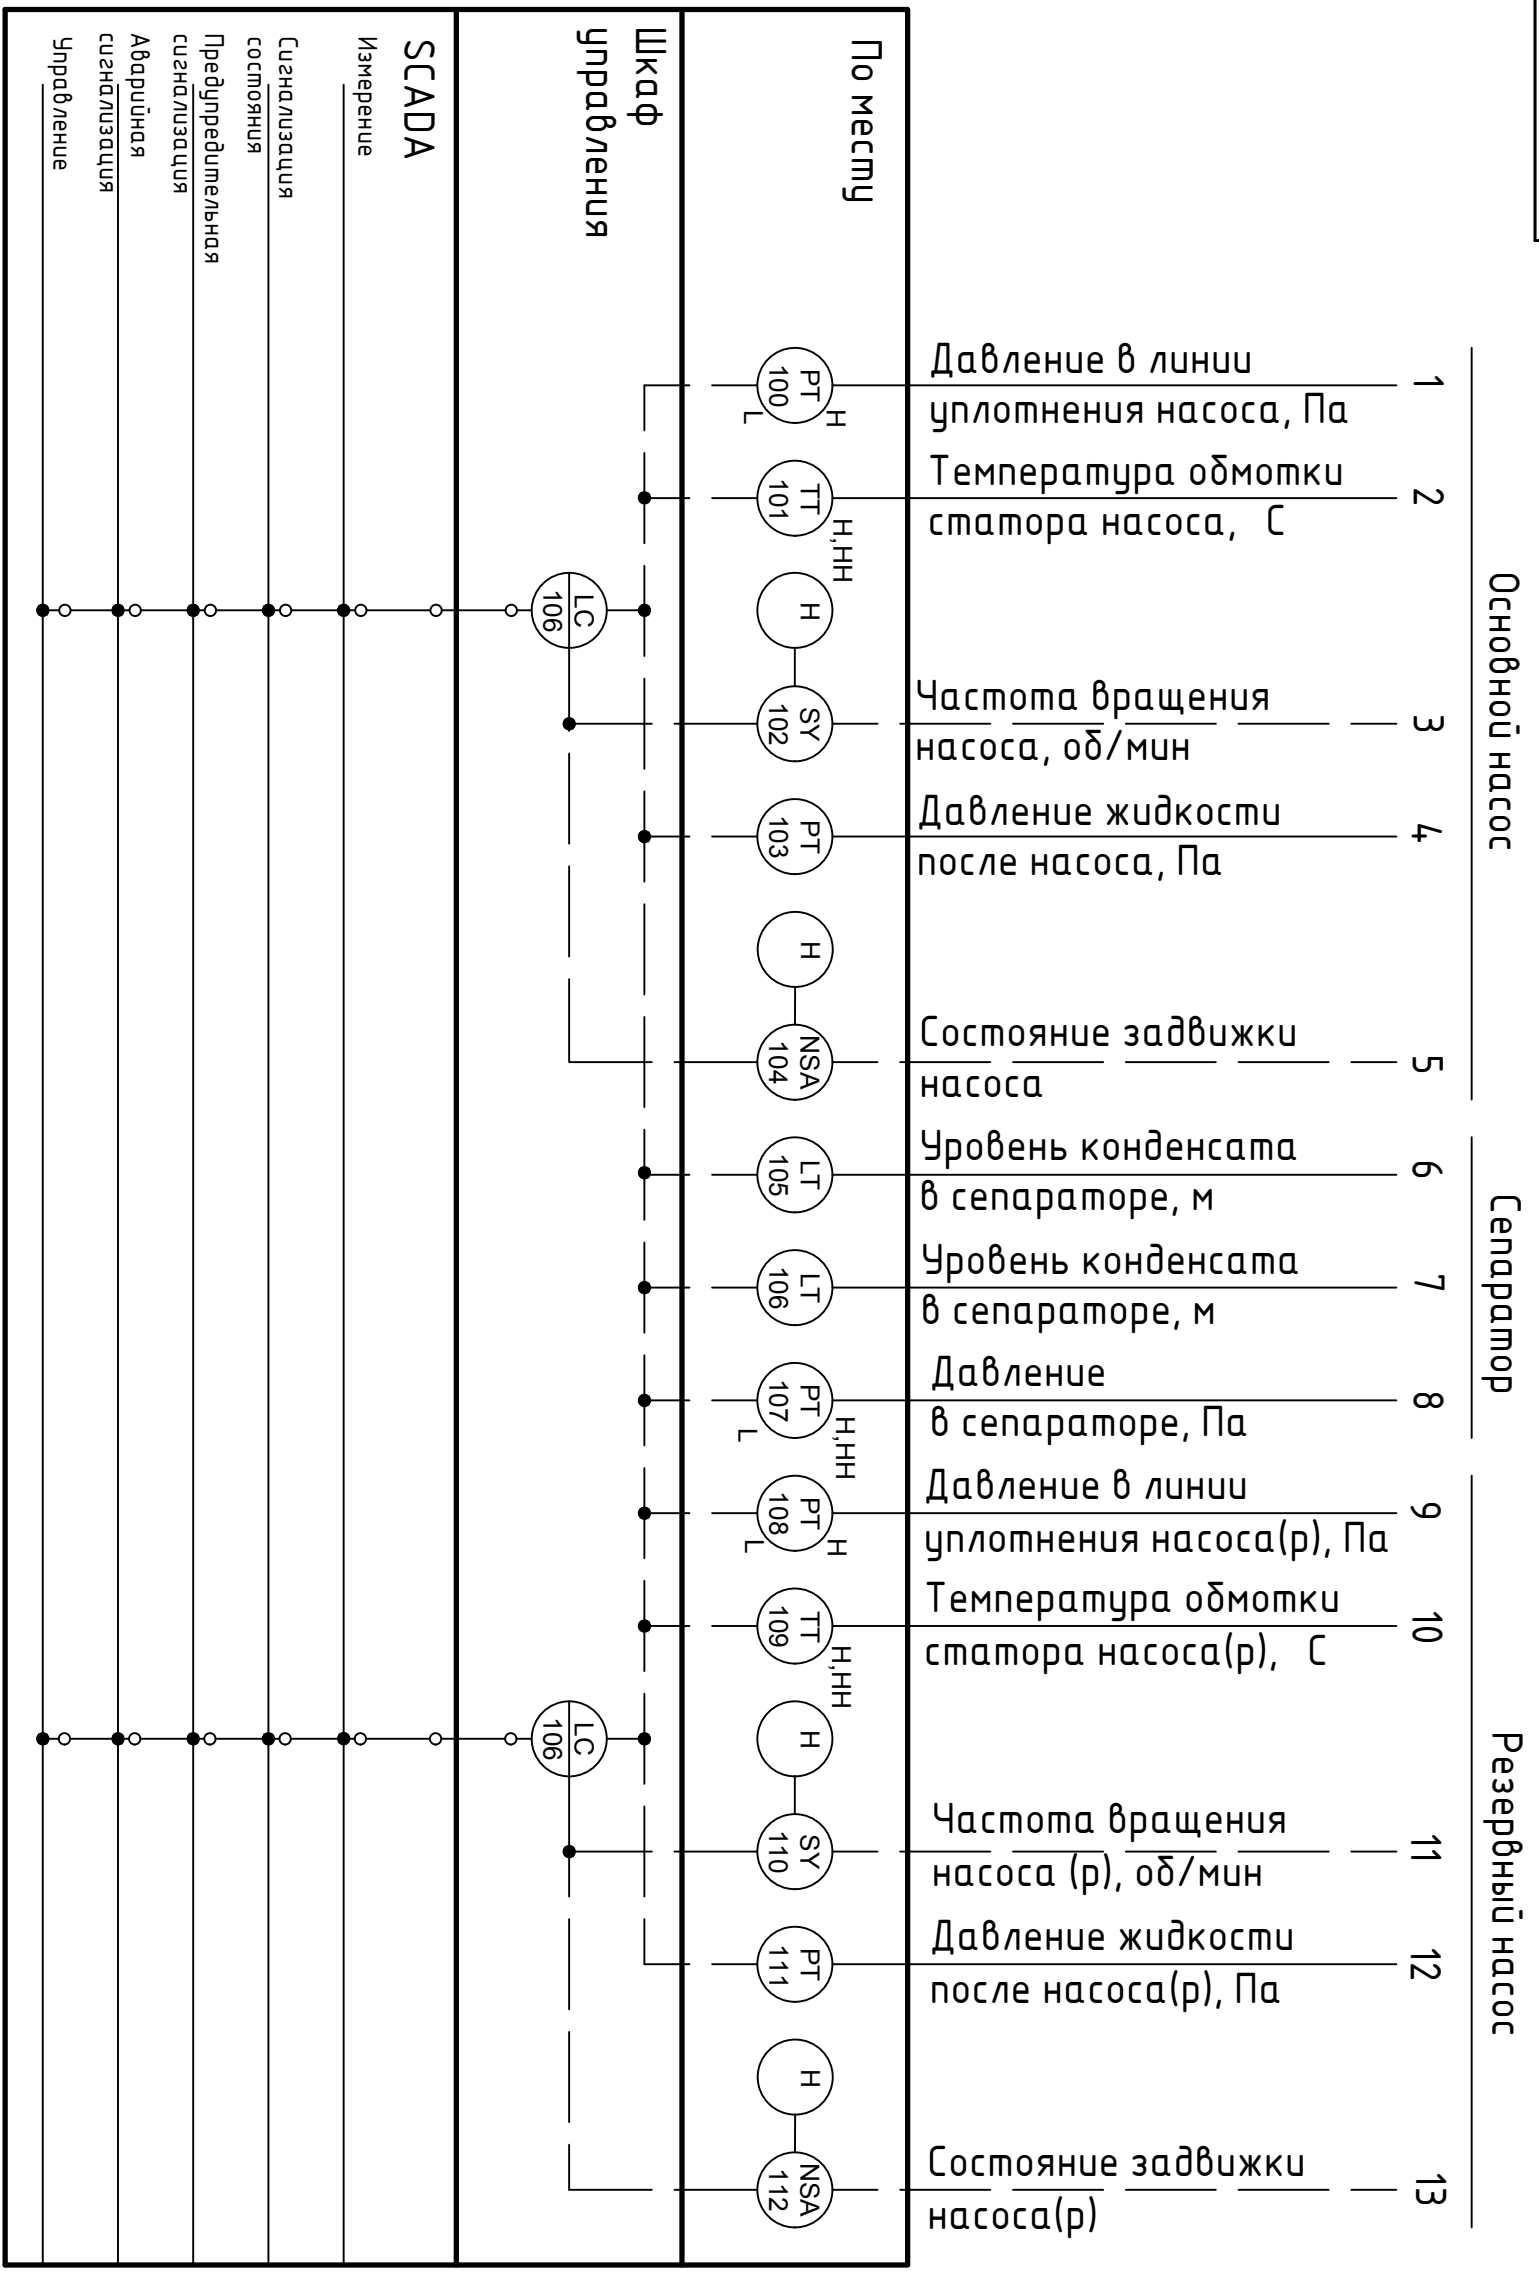 Основной насос
Сепаратор
Резервный насос
1
2
3
4
5
6
7
8
9
10
11
12
13
Давление в линии
уплотнения насоса, Па
Температура обмотки
статора насоса, С
Частота вращения
насоса, об/мин
Давление жидкости
после насоса, Па
Состояние задвижки
насоса
Уровень конденсата
в сепараторе, м
Уровень конденсата
в сепараторе, м
Давление
в сепараторе, Па
Давление в линии
уплотнения насоса(р), Па
Температура обмотки
статора насоса(р), С
Частота вращения
насоса (р), об/мин
Давление жидкости
после насоса(р), Па
Состояние задвижки
насоса(р)
По месту
PT
100
H
L
TT
101
H,HH
H
SY
102
PT
103
H
NSA
104
LT
105
LT
106
PT
107
H,HH
L
PT
108
H
L
TT
109
H,HH
H
SY
110
PT
111
H
NSA
112
Шкаф
управления
LC
106
LC
106
SCADA
Измерение
Сигнализация
состояния
Предупредительная
сигнализация
Аварийная
сигнализация
Управление